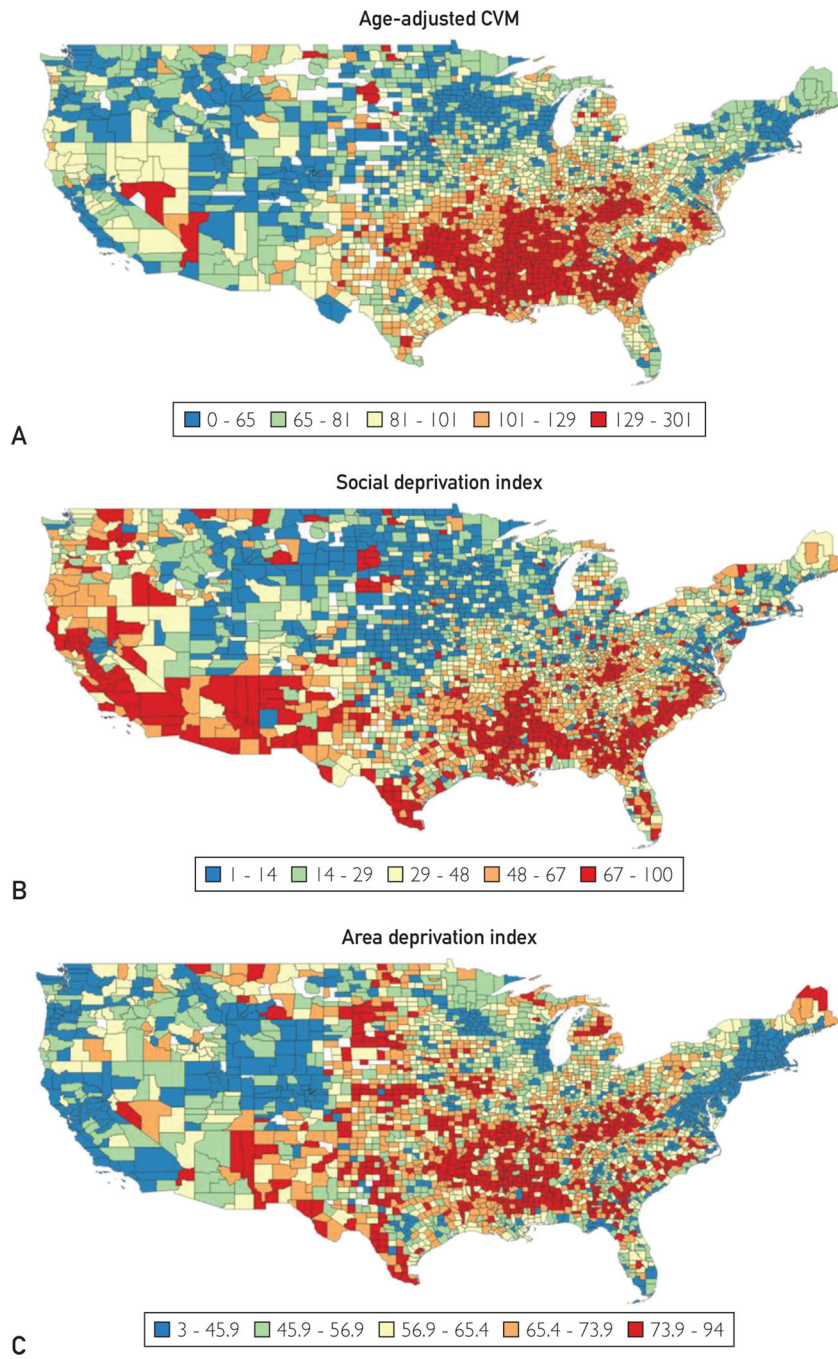 Age-adjusted CVM
0 - 65 65 - 81 81 - 101 101 - 129 129 - 301
A
Social deprivation index
1 - 14 14 - 29 29 - 48 48 - 67 67 - 100
B
Area deprivation index
3 - 45.9 45.9 - 56.9 56.9 - 65.4 65.4 - 73.9 73.9 - 94
C